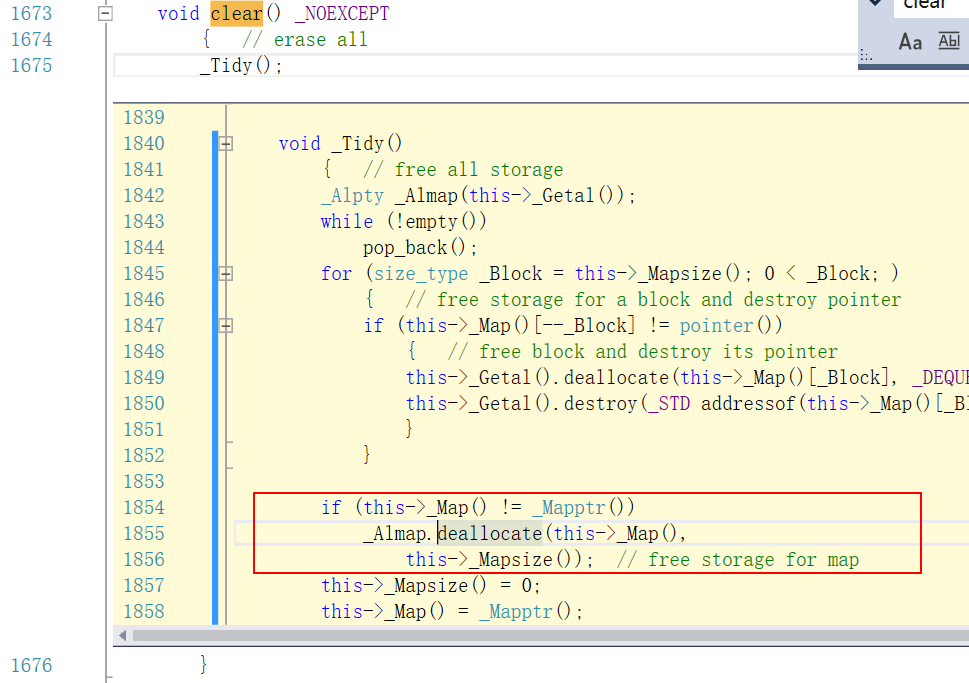 1673 void clear() _NOEXCEPT
clear
1674 { // erase all
Aa Abl
1675 _Tidy();
1839
1840 void _Tidy()
1841 { // free all storage
1842 _Alpty _Almap(this->_Getal());
1843 while (!empty())
1844 pop_back();
1845 for (size_type _Block = this->_Mapsize(); 0 < _Block; )
1846 { // free storage for a block and destroy pointer
1847 if (this->_Map()[--_Block] != pointer())
1848 { // free block and destroy its pointer
1849 this->_Getal().deallocate(this->_Map()[_Block], _DEQUE
1850 this->_Getal().destroy(_STD addressof(this->_Map()[_Bl
1851 }
1852 }
1853
1854 if (this->_Map() != _Mapptr())
1855 _Almap.deallocate(this->_Map(),
1856 this->_Mapsize()); // free storage for map
1857 this->_Mapsize() = 0;
1858 this->_Map() = _Mapptr();
1676 }